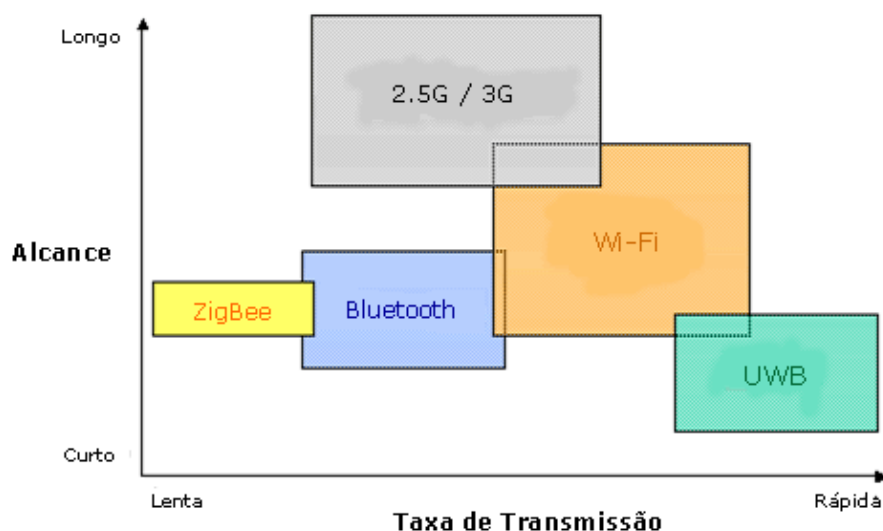 Longo
2.5G / 3G
Wi-Fi
Alcance
ZigBee
Bluetooth
UWB
Curto
Lenta
Rápida
Taxa de Transmissão